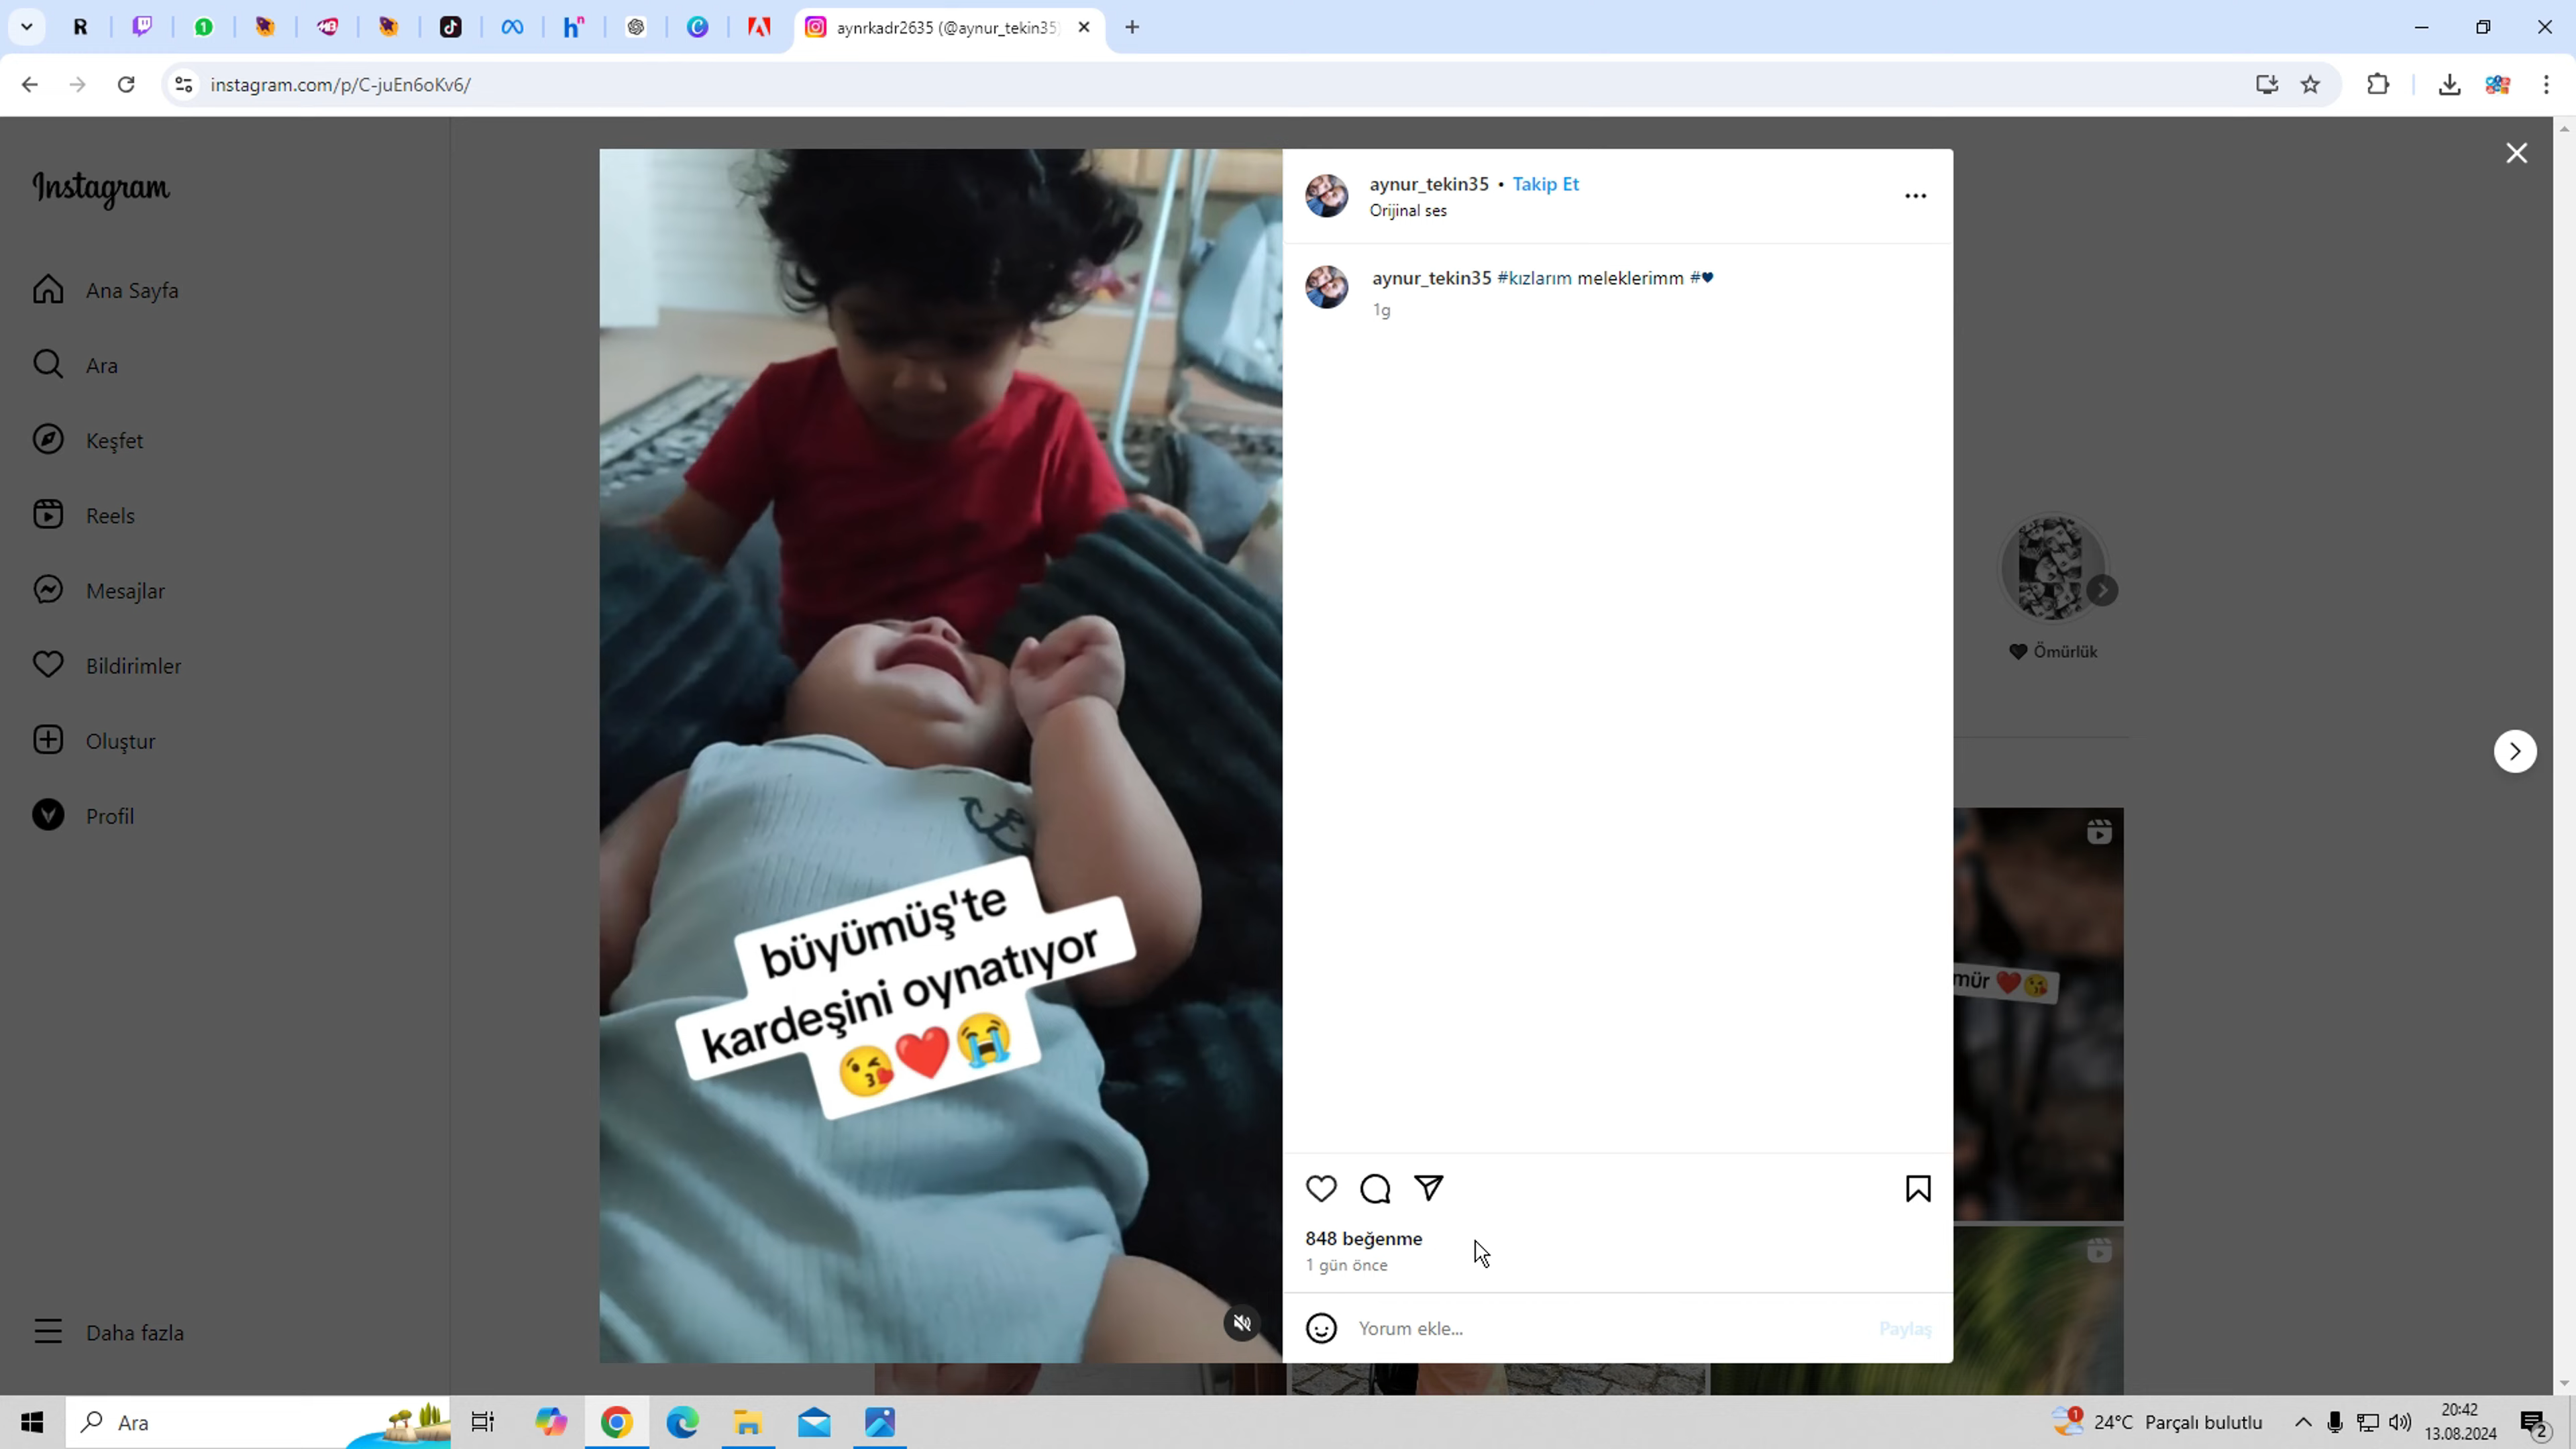 aynrkadr2635 (@aynur_tekin35)
instagram.com/p/C-juEn6oKv6/
Instagram
Ana Sayfa
Ara
Keşfet
Reels
Mesajlar
Bildirimler
Oluştur
Profil
Daha fazla
büyümüş'te
kardeşini oynatıyor
😘❤️😭
aynur_tekin35 • Takip Et
Orijinal ses
aynur_tekin35 #kızlarım meleklerimm #♥
1g
848 beğenme
1 gün önce
Yorum ekle...
Paylaş
🖤 Ömürlük
mür ❤️😘
Ara
24°C Parçalı bulutlu
20:42
13.08.2024
2